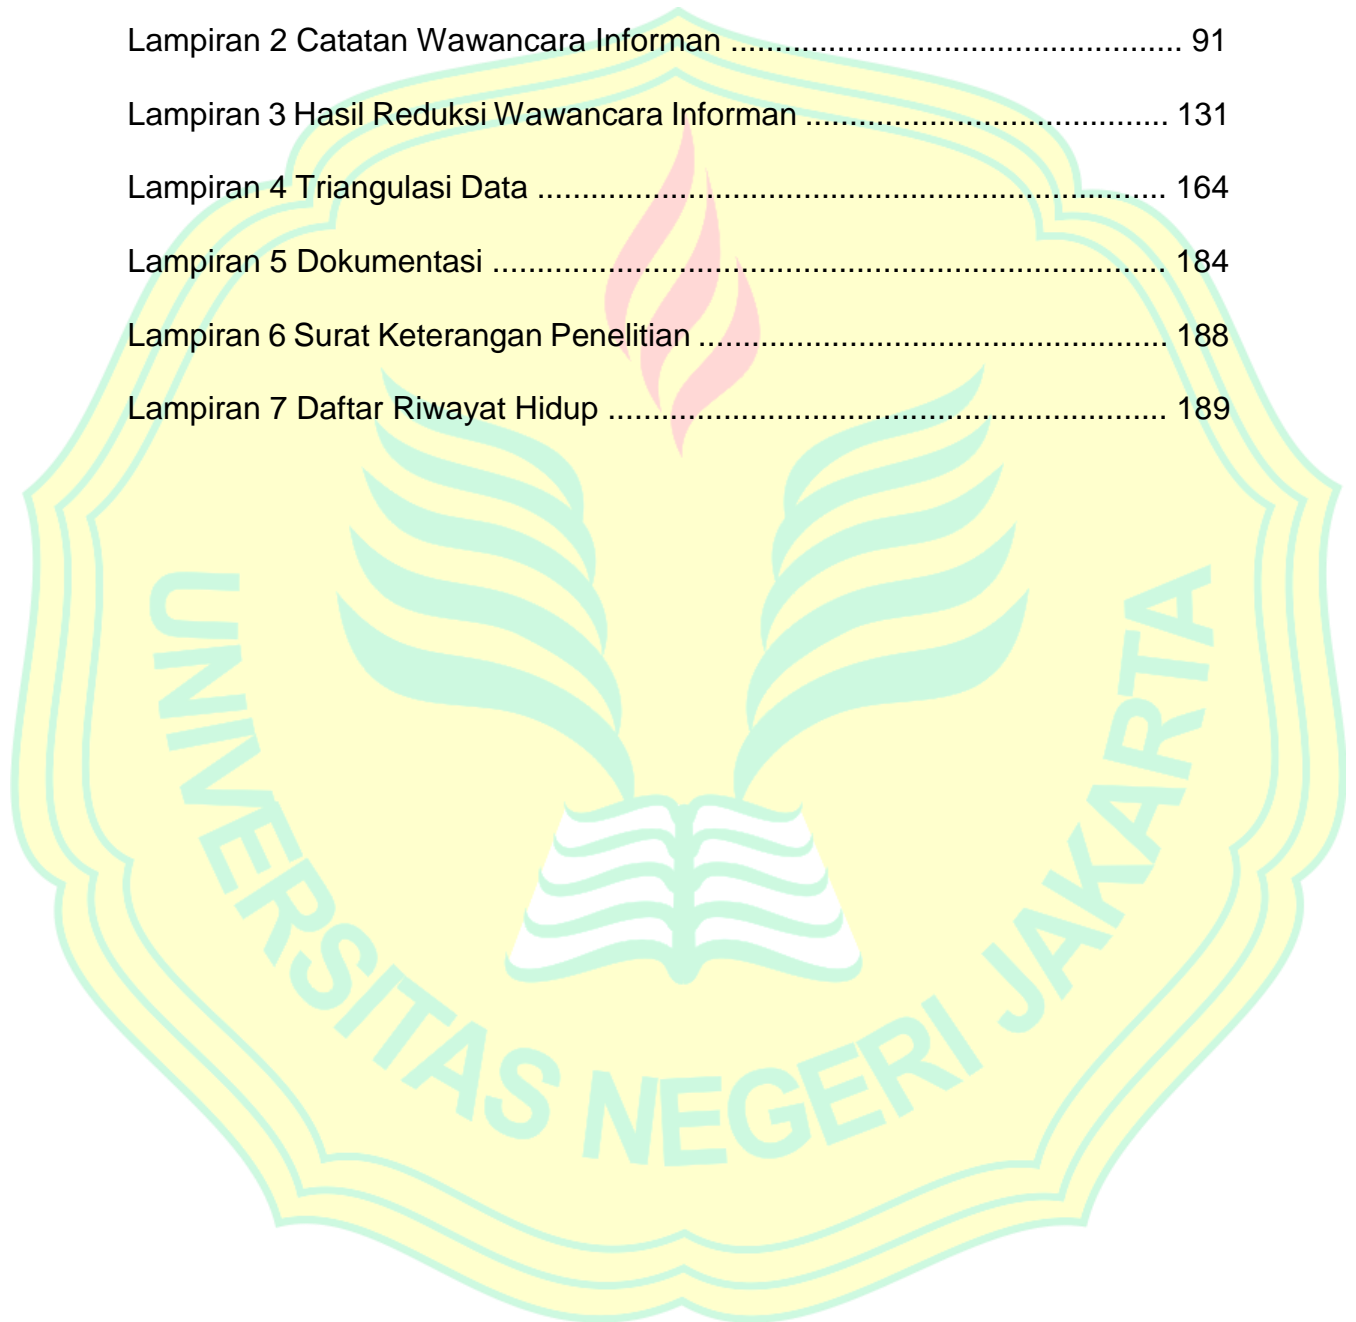 Lampiran 2 Catatan Wawancara Informan .................................................. 91
Lampiran 3 Hasil Reduksi Wawancara Informan ........................................ 131
Lampiran 4 Triangulasi Data ...................................................................... 164
Lampiran 5 Dokumentasi ........................................................................... 184
Lampiran 6 Surat Keterangan Penelitian .................................................... 188
Lampiran 7 Daftar Riwayat Hidup .............................................................. 189
UNIVERSITAS NEGERI JAKARTA